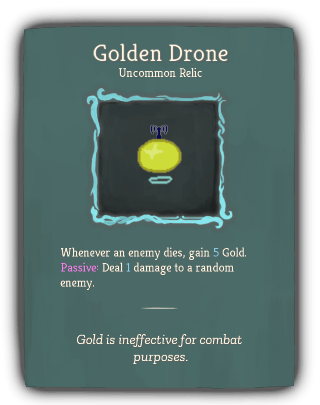 Golden Drone
Uncommon Relic
Whenever an enemy dies, gain 5 Gold.
Passive: Deal 1 damage to a random
enemy.
Gold is ineffective for combat
purposes.